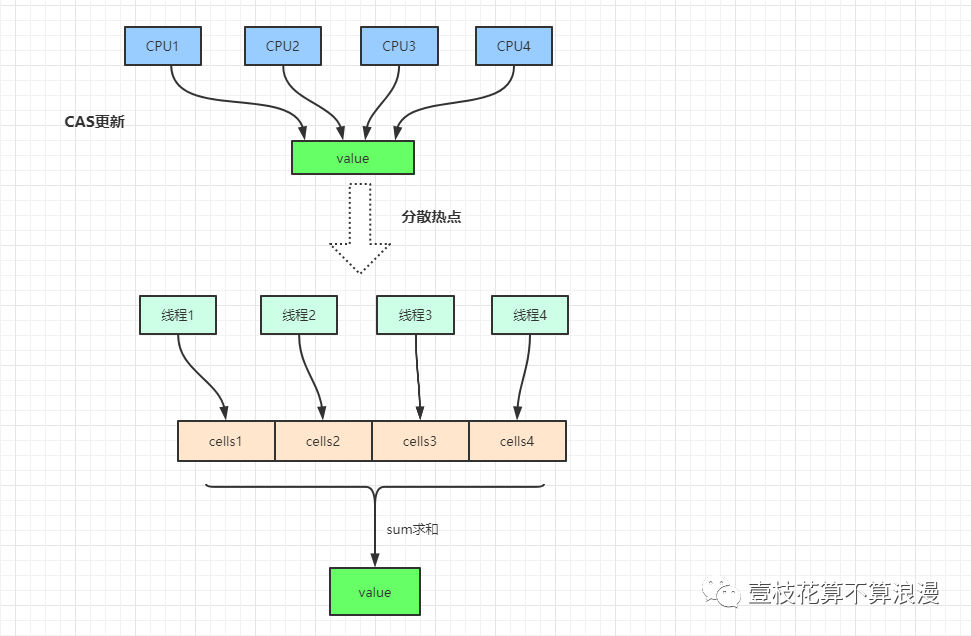 CPU1 CPU2 CPU3 CPU4
CAS更新
value
分散热点
线程1 线程2 线程3 线程4
cells1 cells2 cells3 cells4
sum求和
value
壹枝花算不算浪漫